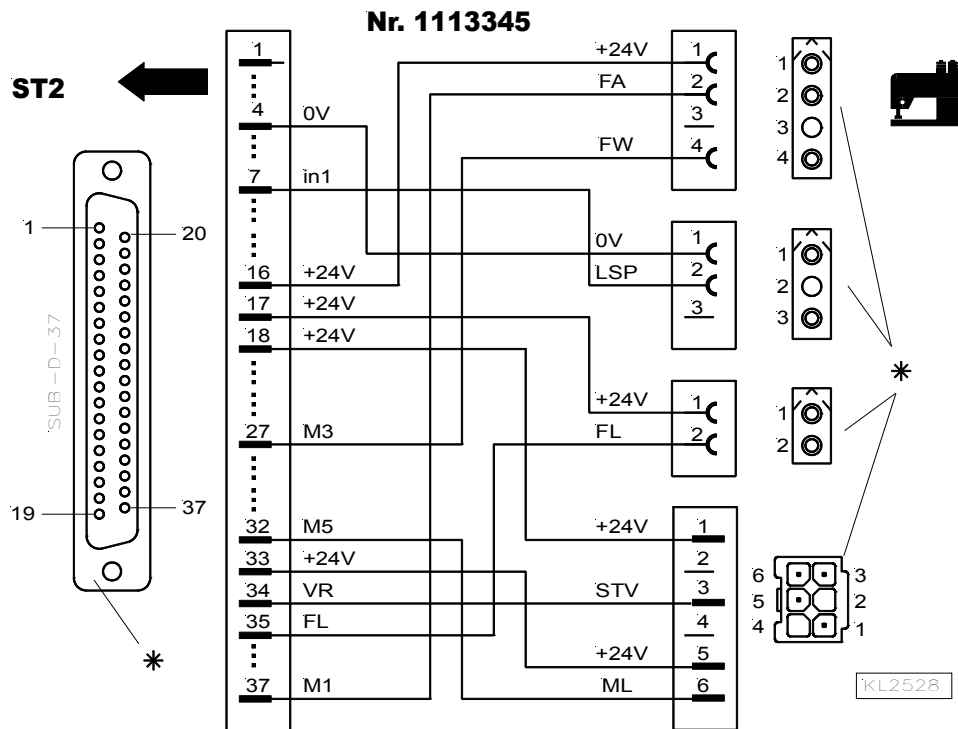 Nr. 1113345
ST2
1
4 0V
7 in1
16 +24V
17 +24V
18 +24V
27 M3
32 M5
33 +24V
34 VR
35 FL
37 M1
1
20
19
37
SUB-D-37
+24V 1
FA 2
3
FW 4
0V 1
LSP 2
3
+24V 1
FL 2
+24V 1
2
STV 3
4
+24V 5
ML 6
1
2
3
4
1
2
3
1
2
6 3
5 2
4 1
KL2528